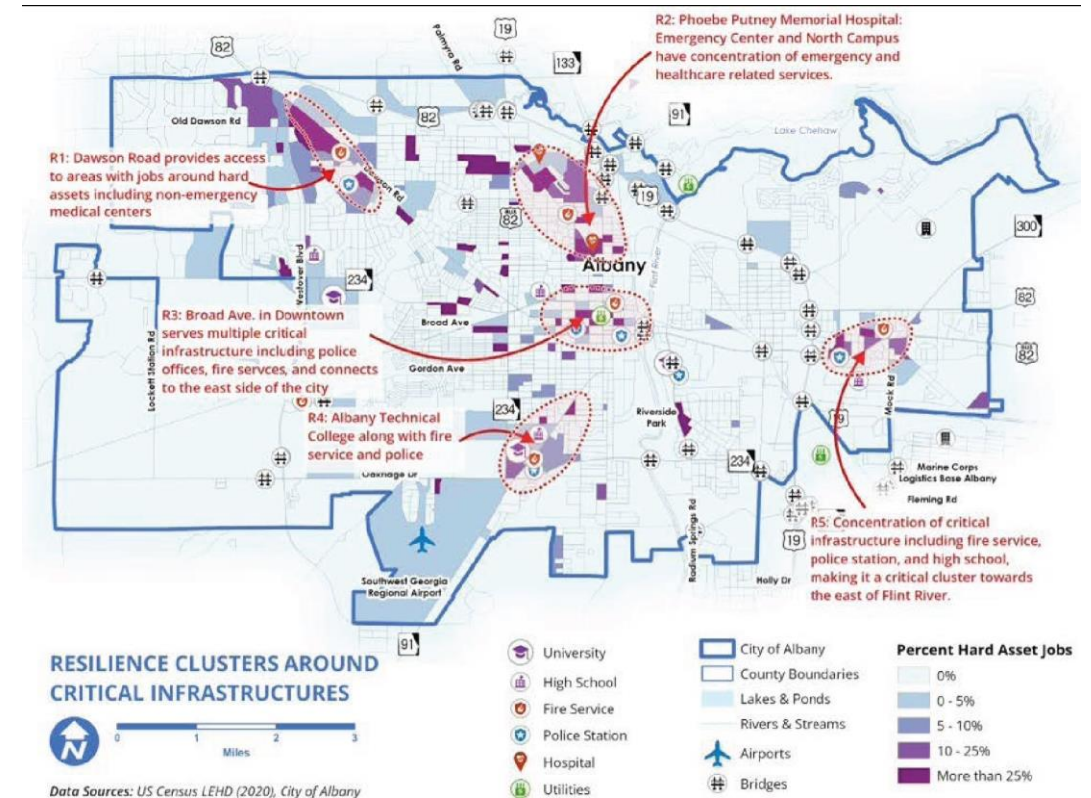 R2: Phoebe Putney Memorial Hospital:
Emergency Center and North Campus
have concentration of emergency and
healthcare related services.
19
82
Palmyra Rd
133
Old Dawson Rd
82
91
Lake Chehaw
R1: Dawson Road provides access
to areas with jobs around hard
assets including non-emergency
medical centers
Dawson Rd
19
BUS
82
300
Albany
Flint River
Westover Blvd
234
82
R3: Broad Ave. in Downtown
serves multiple critical
infrastructure including police
offices, fire servces, and connects
to the east side of the city
Broad Ave
BUS
82
Lockett Station Rd
Gordon Ave
Mock Rd
234
R4: Albany Technical
College along with fire
service and police
Riverside
Park
19
Oakridge Dr
234
Marine Corps
Logistics Base Albany
Fleming Rd
Radium Springs Rd
19
R5: Concentration of critical
infrastructure including fire service,
police station, and high school,
making it a critical cluster towards
the east of Flint River.
Southwest Georgia
Regional Airport
Holly Dr
91
RESILIENCE CLUSTERS AROUND
CRITICAL INFRASTRUCTURES
N
0 1 2 3
Miles
Data Sources: US Census LEHD (2020), City of Albany
University
High School
Fire Service
Police Station
Hospital
Utilities
City of Albany
County Boundaries
Lakes & Ponds
Rivers & Streams
Airports
Bridges
Percent Hard Asset Jobs
0%
0 - 5%
5 - 10%
10 - 25%
More than 25%